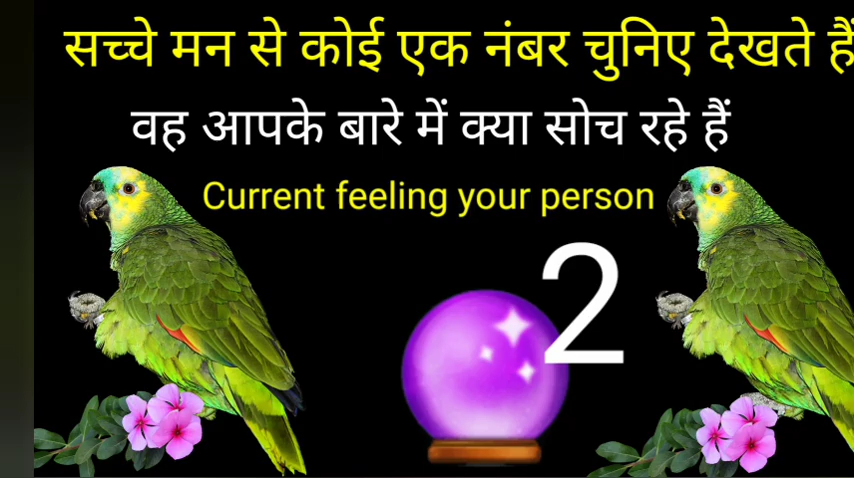 सच्चे मन से कोई एक नंबर चुनिए देखते हैं
वह आपके बारे में क्या सोच रहे हैं
Current feeling your person
2